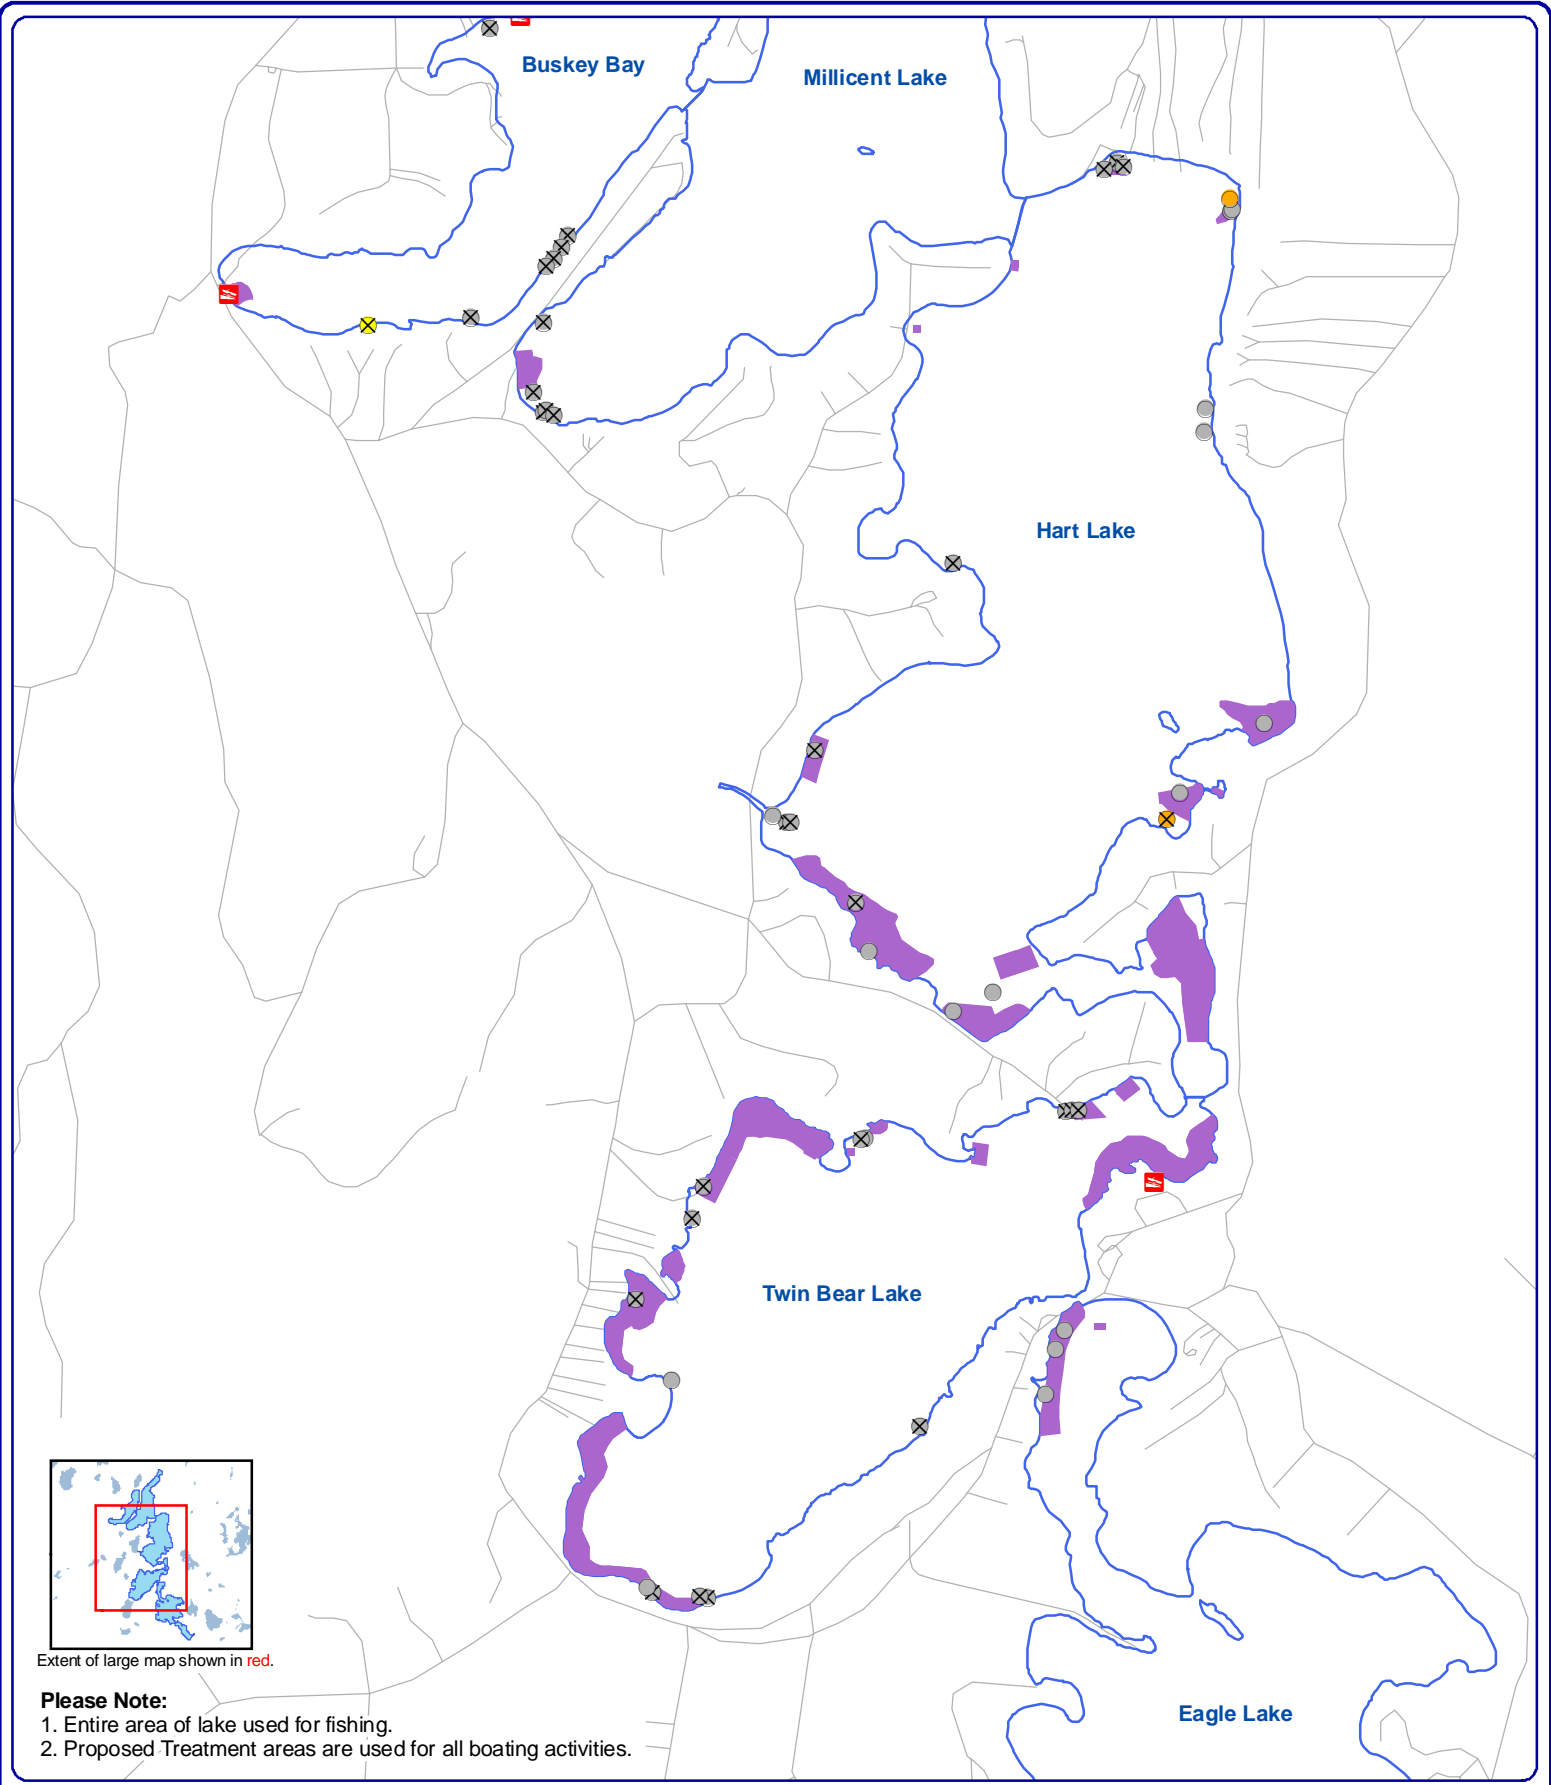 Buskey Bay
Millicent Lake
Hart Lake
Twin Bear Lake
Eagle Lake
Extent of large map shown in red.
Please Note:
1. Entire area of lake used for fishing.
2. Proposed Treatment areas are used for all boating activities.